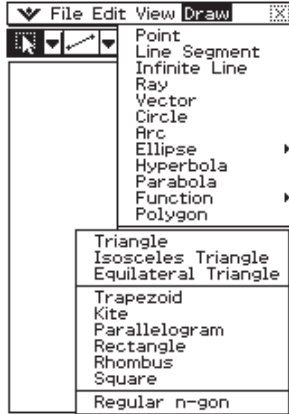 File Edit View Draw
Point
Line Segment
Infinite Line
Ray
Vector
Circle
Arc
Ellipse
Hyperbola
Parabola
Function
Polygon
Triangle
Isosceles Triangle
Equilateral Triangle
Trapezoid
Kite
Parallelogram
Rectangle
Rhombus
Square
Regular n-gon